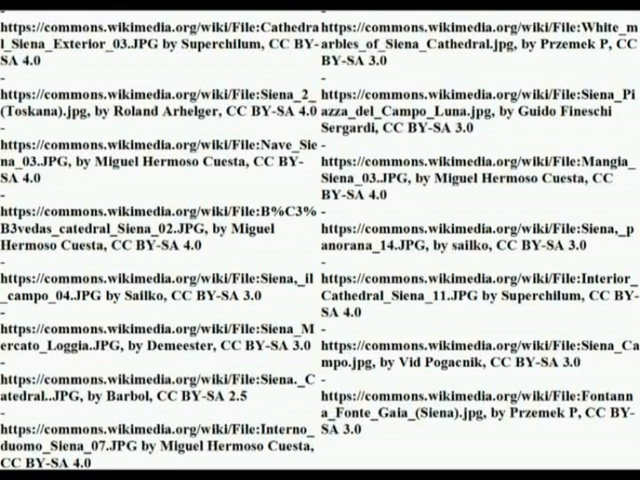 -
https://commons.wikimedia.org/wiki/File:Cathedra
l_Siena_Exterior_03.JPG by Superchilum, CC BY-
SA 4.0
-
https://commons.wikimedia.org/wiki/File:Siena_2_
(Toskana).jpg, by Roland Arhelger, CC BY-SA 4.0
-
https://commons.wikimedia.org/wiki/File:Nave_Sie
na_03.JPG, by Miguel Hermoso Cuesta, CC BY-
SA 4.0
-
https://commons.wikimedia.org/wiki/File:B%C3%
B3vedas_catedral_Siena_02.JPG, by Miguel
Hermoso Cuesta, CC BY-SA 4.0
-
https://commons.wikimedia.org/wiki/File:Siena,_il
_campo_04.JPG by Sailko, CC BY-SA 3.0
-
https://commons.wikimedia.org/wiki/File:Siena_M
ercato_Loggia.JPG, by Demeester, CC BY-SA 3.0
-
https://commons.wikimedia.org/wiki/File:Siena._C
atedral..JPG, by Barbol, CC BY-SA 2.5
-
https://commons.wikimedia.org/wiki/File:Interno_
duomo_Siena_07.JPG by Miguel Hermoso Cuesta,
CC BY-SA 4.0
-
https://commons.wikimedia.org/wiki/File:White_m
arbles_of_Siena_Cathedral.jpg, by Przemek P, CC
BY-SA 3.0
-
https://commons.wikimedia.org/wiki/File:Siena_Pi
azza_del_Campo_Luna.jpg, by Guido Fineschi
Sergardi, CC BY-SA 3.0
-
https://commons.wikimedia.org/wiki/File:Mangia_
Siena_03.JPG, by Miguel Hermoso Cuesta, CC
BY-SA 4.0
-
https://commons.wikimedia.org/wiki/File:Siena,_p
anorana_14.JPG, by sailko, CC BY-SA 3.0
-
https://commons.wikimedia.org/wiki/File:Interior_
Cathedral_Siena_11.JPG by Superchilum, CC BY-
SA 4.0
-
https://commons.wikimedia.org/wiki/File:Siena_Ca
mpo.jpg, by Vid Pogacnik, CC BY-SA 3.0
-
https://commons.wikimedia.org/wiki/File:Fontann
a_Fonte_Gaia_(Siena).jpg, by Przemek P, CC BY-
SA 3.0